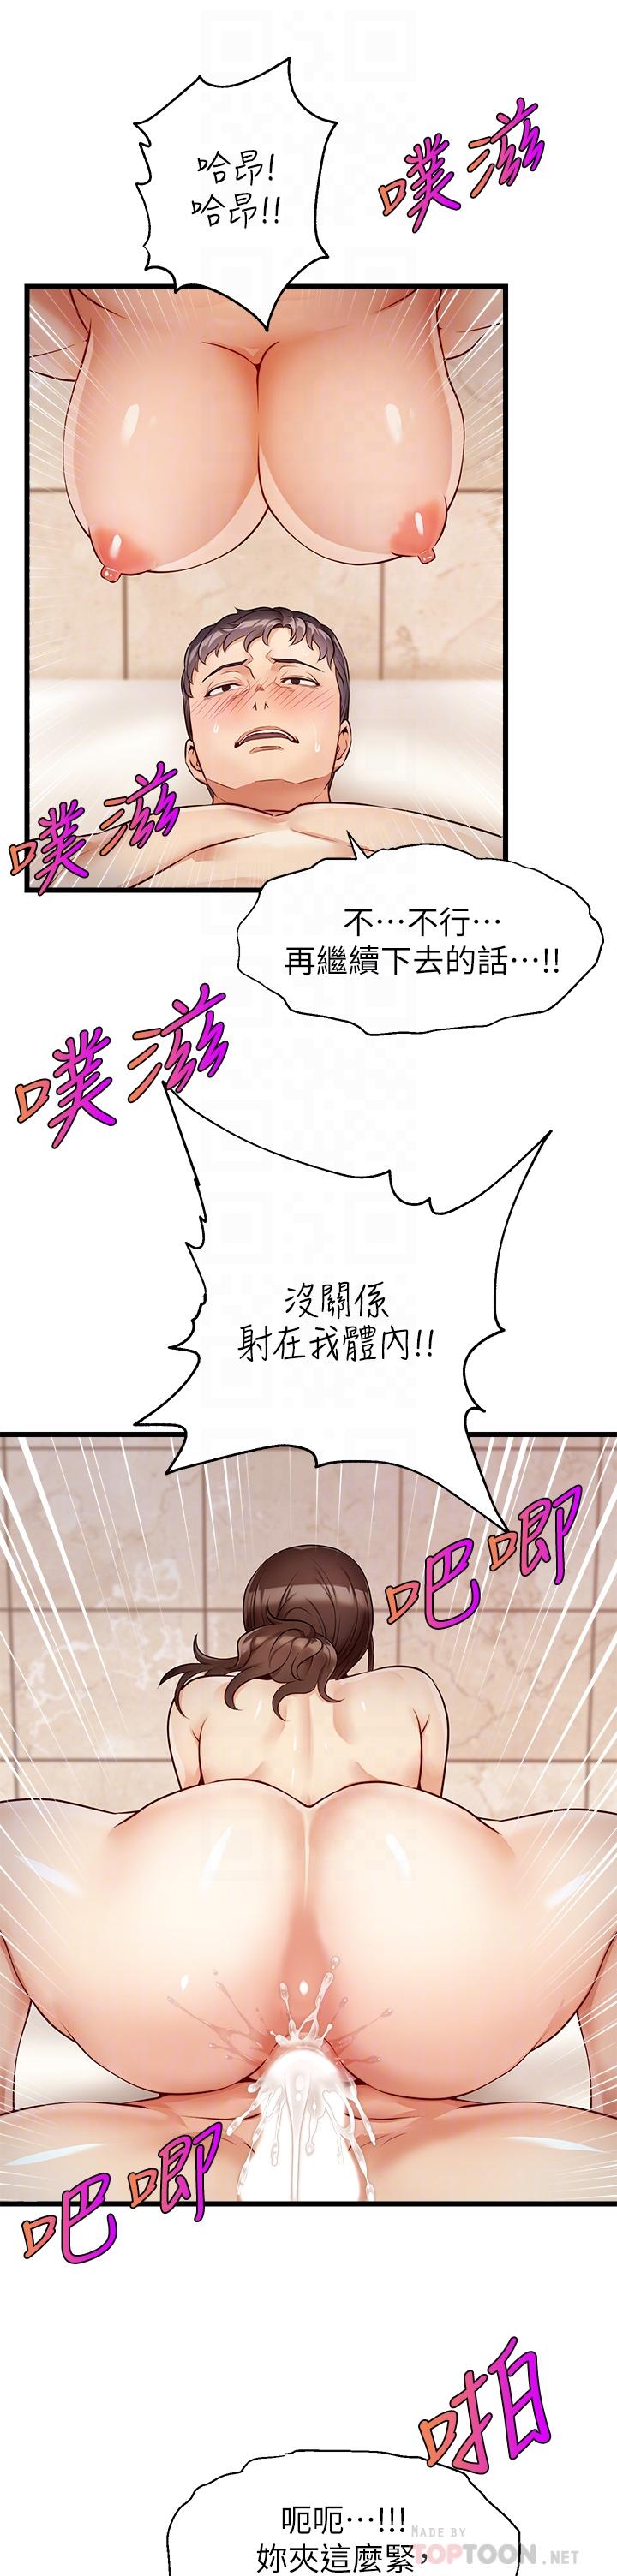 噗滋
哈昂!
哈昂!!
噗滋
不…不行…
再繼續下去的話…!!
噗滋
沒關係
射在我體內!!
吧唧
吧唧
啪
呃呃…!!!
妳夾這麼緊,
MADE BY
TOPTOON.NET